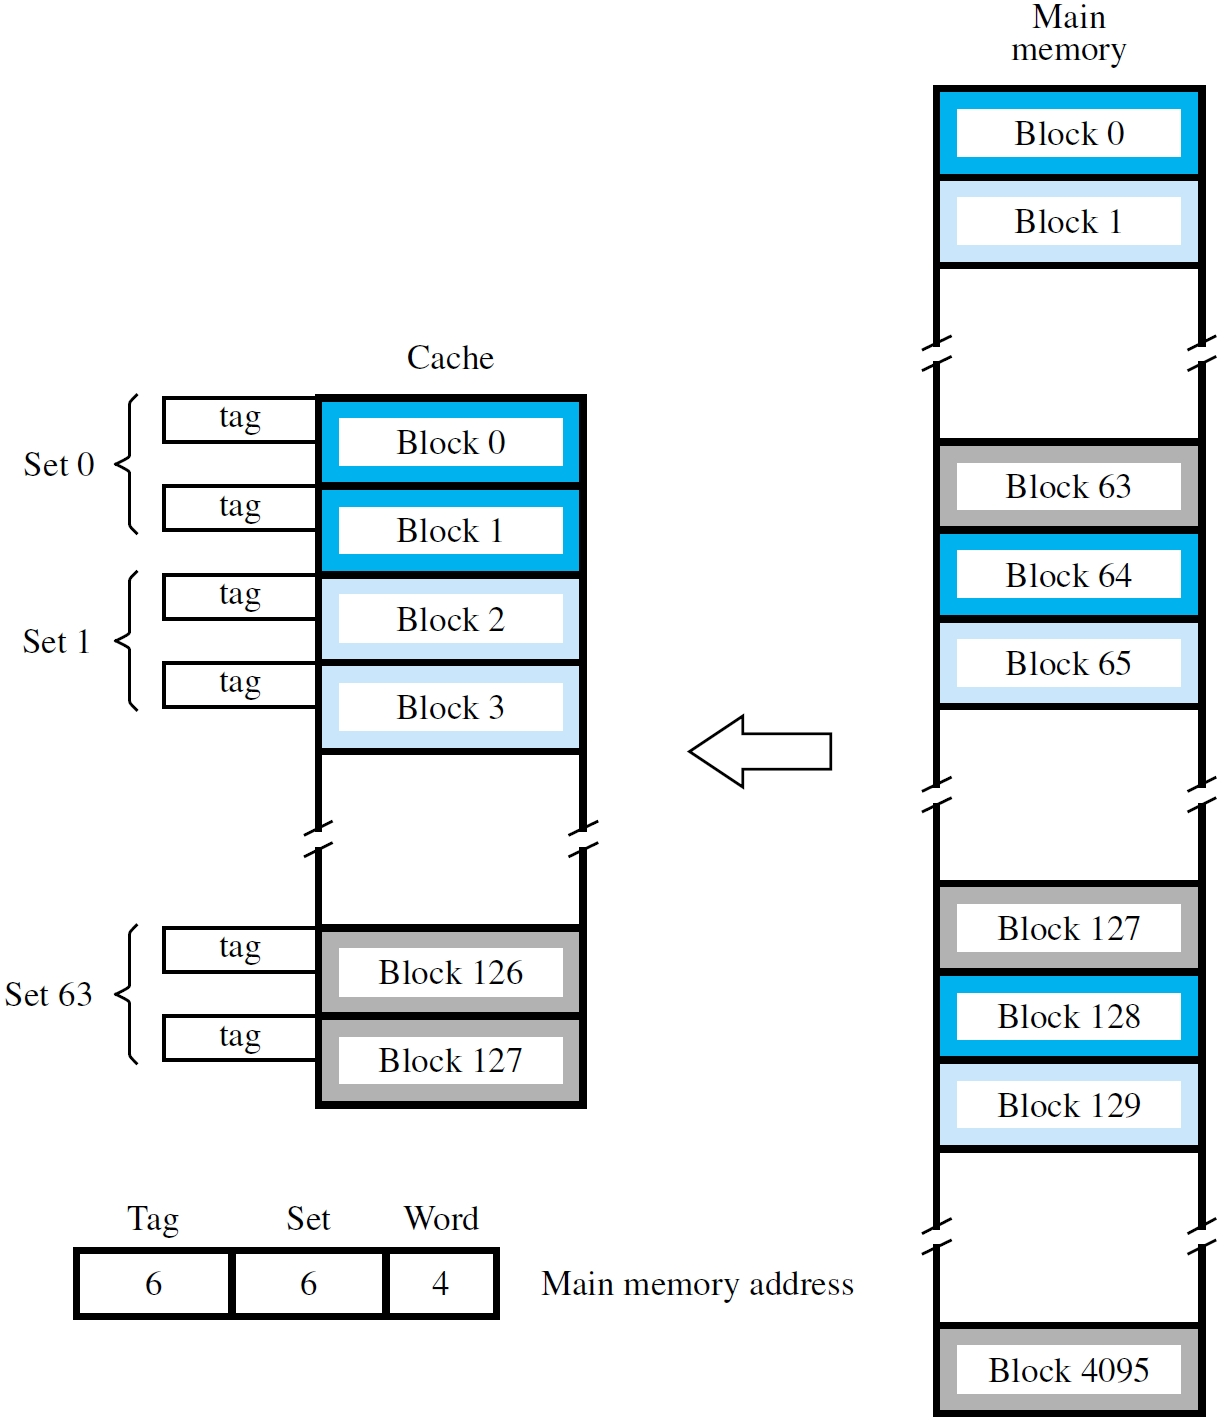 Main
memory
Block 0
Block 1
Block 63
Block 64
Block 65
Block 127
Block 128
Block 129
Block 4095
Cache
Set 0
tag
Block 0
tag
Block 1
Set 1
tag
Block 2
tag
Block 3
Set 63
tag
Block 126
tag
Block 127
Tag Set Word
6 6 4 Main memory address